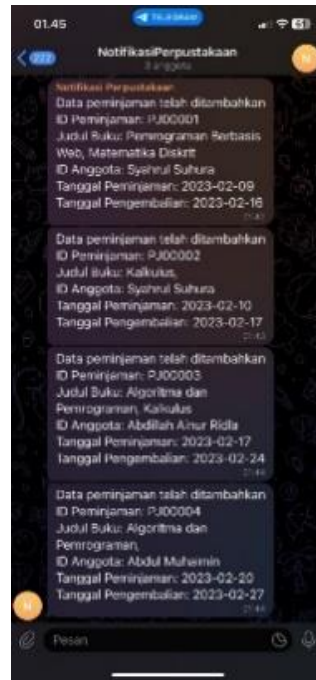 01.45
TELEGRAM
222
NotifikasiPerpustakaan
3 anggota
N
Notifikasi Perpustakaan
Data peminjaman telah ditambahkan
ID Peminjaman: PJ00001
Judul Buku: Pemrograman Berbasis
Web, Matematika Diskrit
ID Anggota: Syahrul Suhura
Tanggal Peminjaman: 2023-02-09
Tanggal Pengembalian: 2023-02-16
Data peminjaman telah ditambahkan
ID Peminjaman: PJ00002
Judul Buku: Kalkulus,
ID Anggota: Syahrul Suhura
Tanggal Peminjaman: 2023-02-10
Tanggal Pengembalian: 2023-02-17
Data peminjaman telah ditambahkan
ID Peminjaman: PJ00003
Judul Buku: Algoritma dan
Pemrograman, Kalkulus
ID Anggota: Abdillah Ainur Ridla
Tanggal Peminjaman: 2023-02-17
Tanggal Pengembalian: 2023-02-24
Data peminjaman telah ditambahkan
ID Peminjaman: PJ00004
Judul Buku: Algoritma dan
Pemrograman,
ID Anggota: Abdul Muhaimin
Tanggal Peminjaman: 2023-02-20
Tanggal Pengembalian: 2023-02-27
N
Pesan